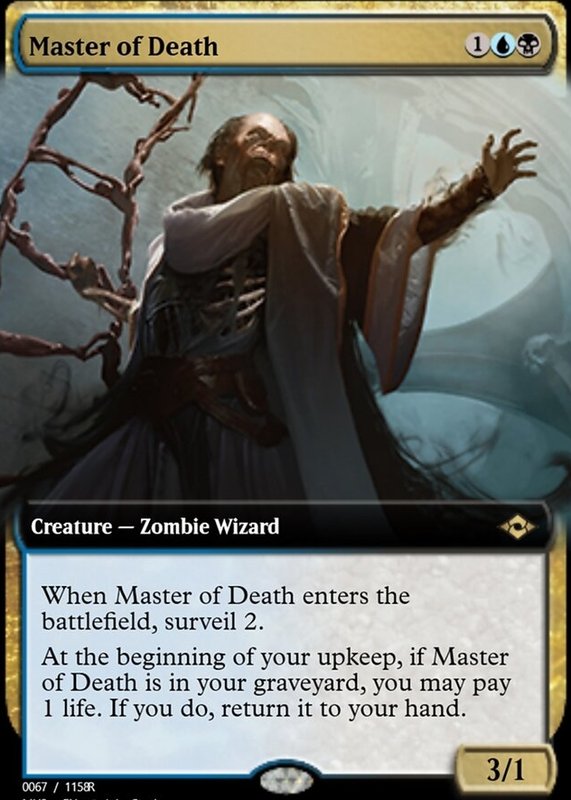 Master of Death 1
Creature — Zombie Wizard
When Master of Death enters the
battlefield, surveil 2.
At the beginning of your upkeep, if Master
of Death is in your graveyard, you may pay
1 life. If you do, return it to your hand.
3/1
0067 / 1158R